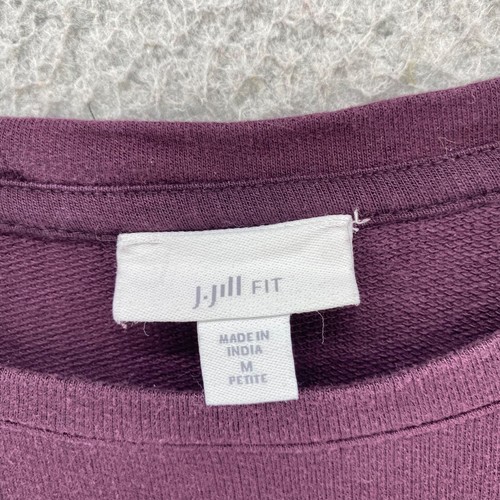 J.Jill FIT
MADE IN
INDIA
M
PETITE